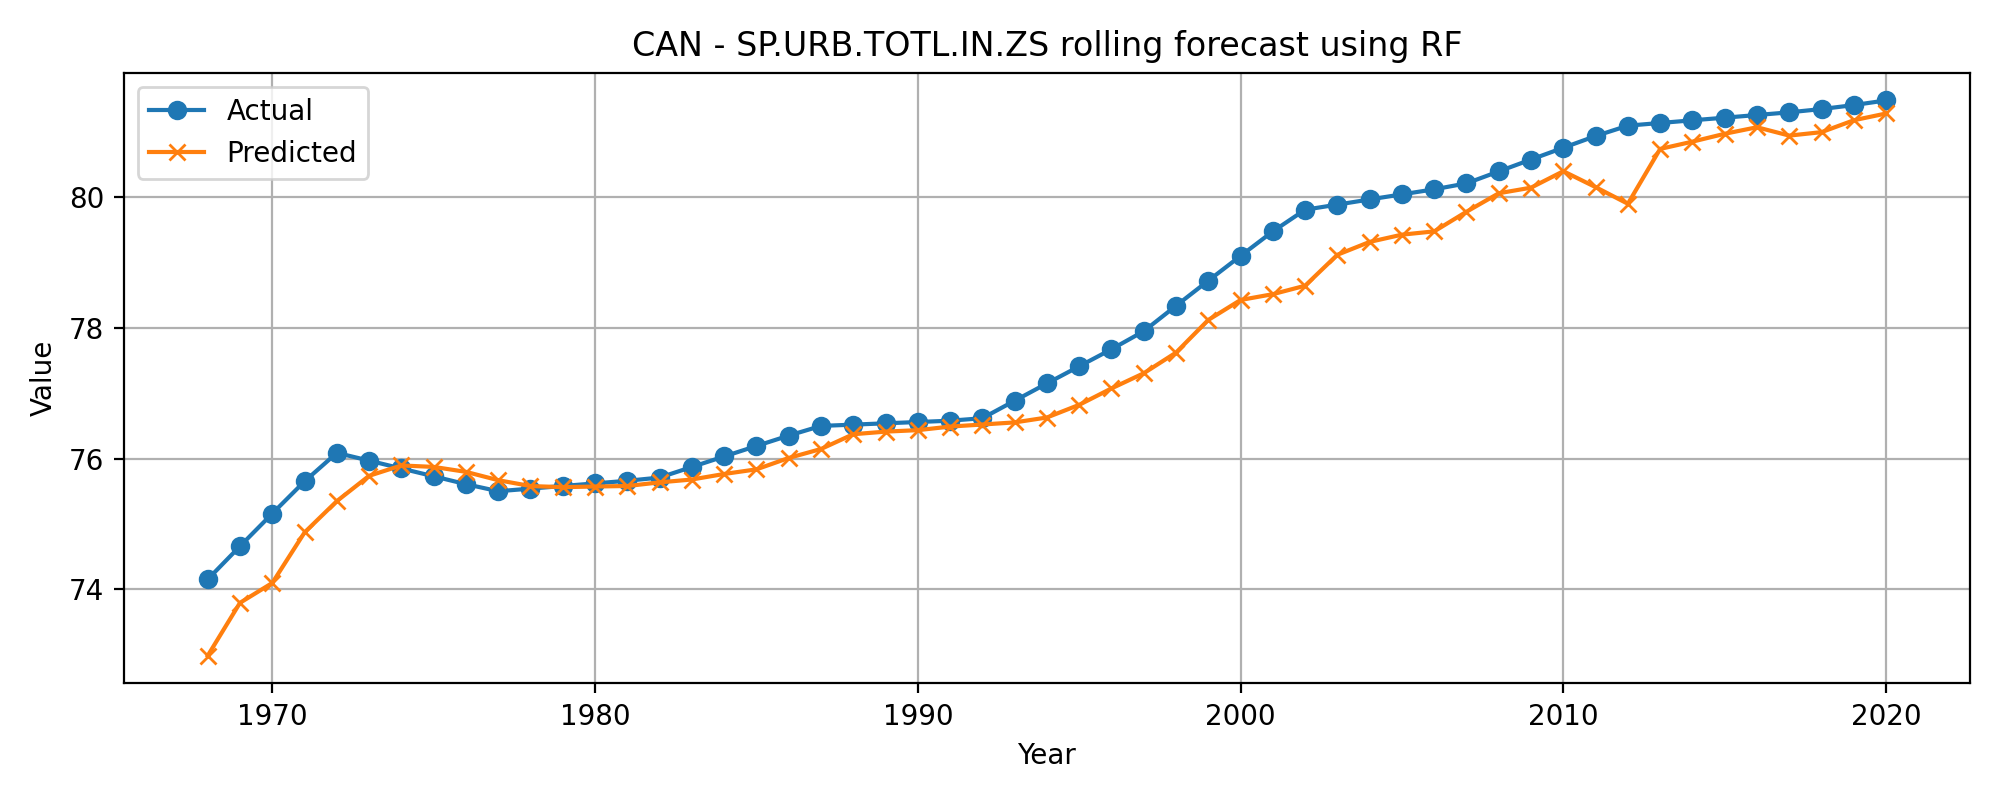 CAN - SP.URB.TOTL.IN.ZS rolling forecast using RF
Actual
Predicted
Value
80
78
76
74
1970 1980 1990 2000 2010 2020
Year